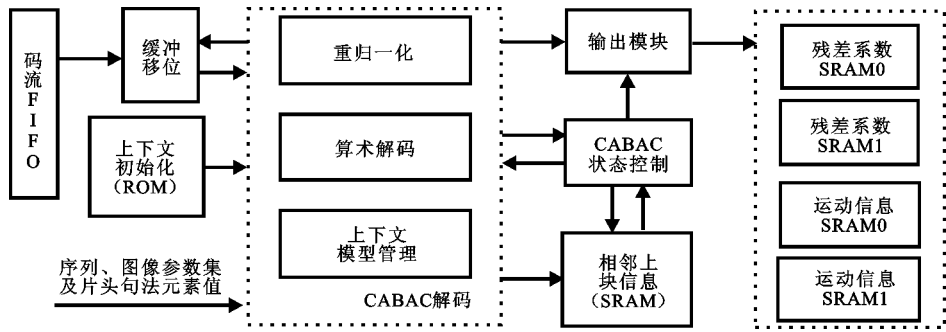 码流FIFO
缓冲
移位
上下文
初始化
(ROM)
序列、图像参数集
及片头句法元素值
重归一化
算术解码
上下文
模型管理
CABAC解码
输出模块
CABAC
状态控制
相邻上
块信息
(SRAM)
残差系数
SRAM0
残差系数
SRAM1
运动信息
SRAM0
运动信息
SRAM1